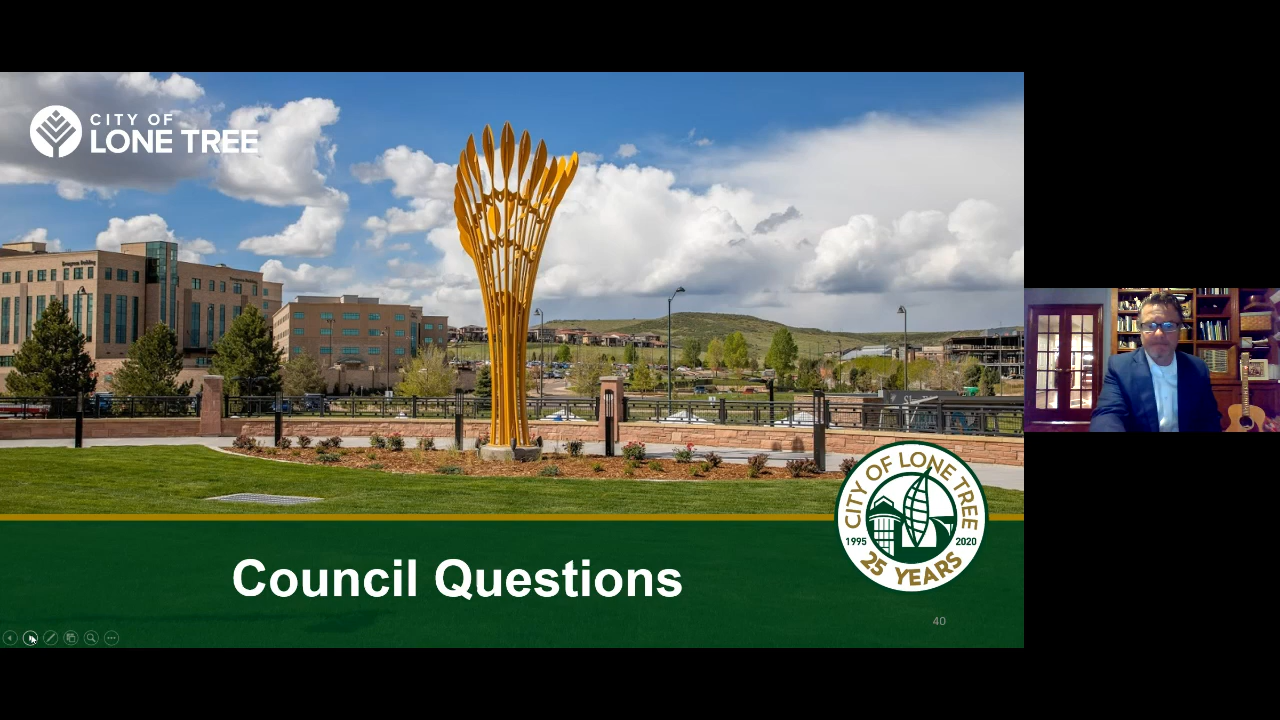 CITY OF
LONE TREE
CITY OF LONE TREE
1995
2020
25 YEARS
Council Questions
40